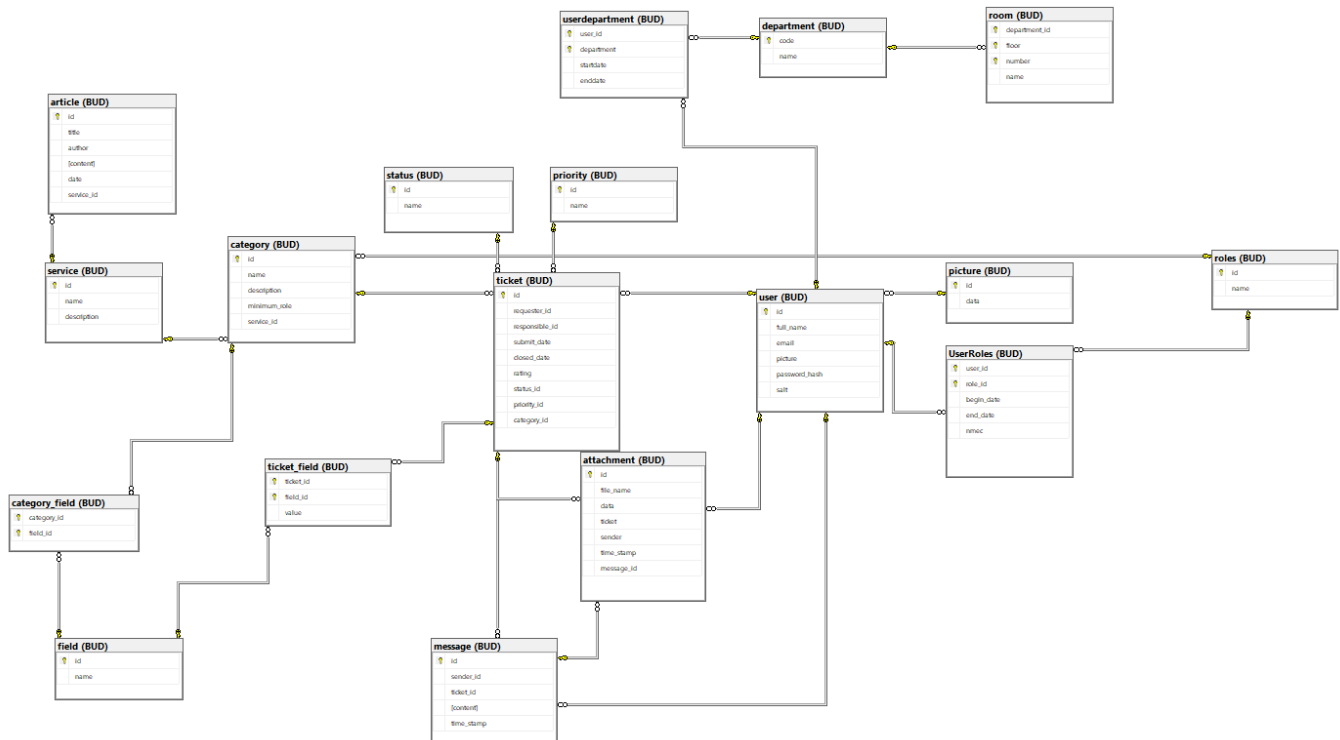 userdepartment (BUD)
user_id
department
startdate
enddate
department (BUD)
code
name
room (BUD)
department_id
floor
number
name
article (BUD)
id
title
author
[content]
date
service_id
status (BUD)
id
name
priority (BUD)
id
name
category (BUD)
id
name
description
minimum_role
service_id
service (BUD)
id
name
description
ticket (BUD)
id
requester_id
responsible_id
submit_date
closed_date
rating
status_id
priority_id
category_id
user (BUD)
id
full_name
email
picture
password_hash
salt
picture (BUD)
id
data
roles (BUD)
id
name
UserRoles (BUD)
user_id
role_id
begin_date
end_date
nmec
attachment (BUD)
id
file_name
data
ticket
sender
time_stamp
message_id
ticket_field (BUD)
ticket_id
field_id
value
category_field (BUD)
category_id
field_id
field (BUD)
id
name
message (BUD)
id
sender_id
ticket_id
[content]
time_stamp